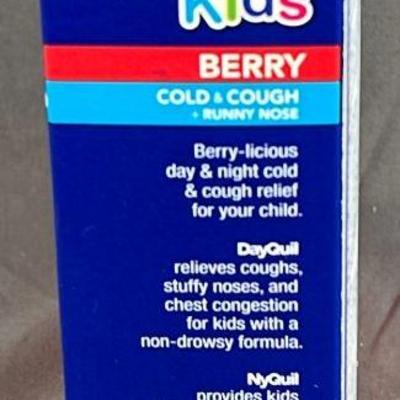 Kids
BERRY
COLD & COUGH
+ RUNNY NOSE
Berry-licious
day & night cold
& cough relief
for your child.
DayQuil
relieves coughs,
stuffy noses, and
chest congestion
for kids with a
non-drowsy formula.
NyQuil
provides kids